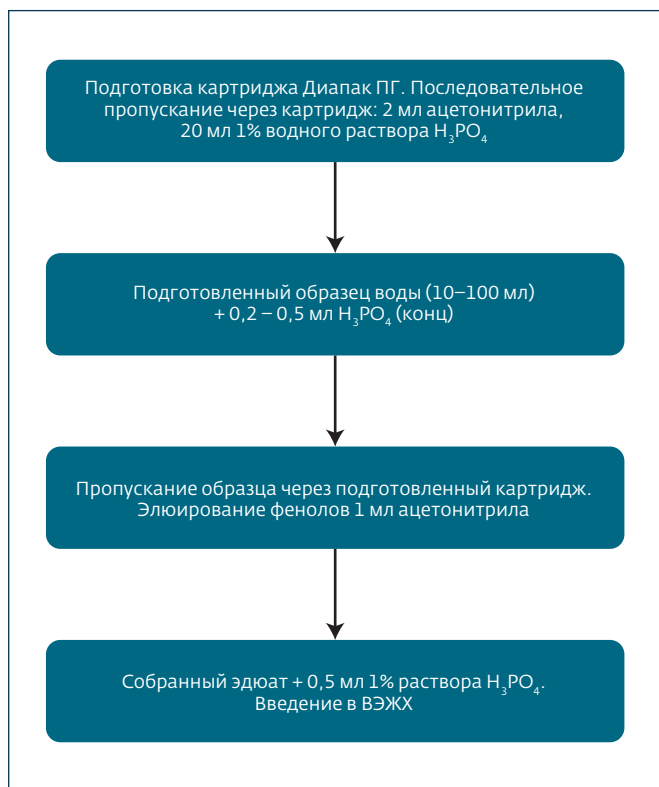 Подготовка картриджа Диапак ПГ. Последовательное
пропускание через картридж: 2 мл ацетонитрила,
20 мл 1% водного раствора H₃PO₄
Подготовленный образец воды (10–100 мл)
+ 0,2 – 0,5 мл H₃PO₄ (конц)
Пропускание образца через подготовленный картридж.
Элюирование фенолов 1 мл ацетонитрила
Собранный эдюат + 0,5 мл 1% раствора H₃PO₄.
Введение в ВЭЖХ